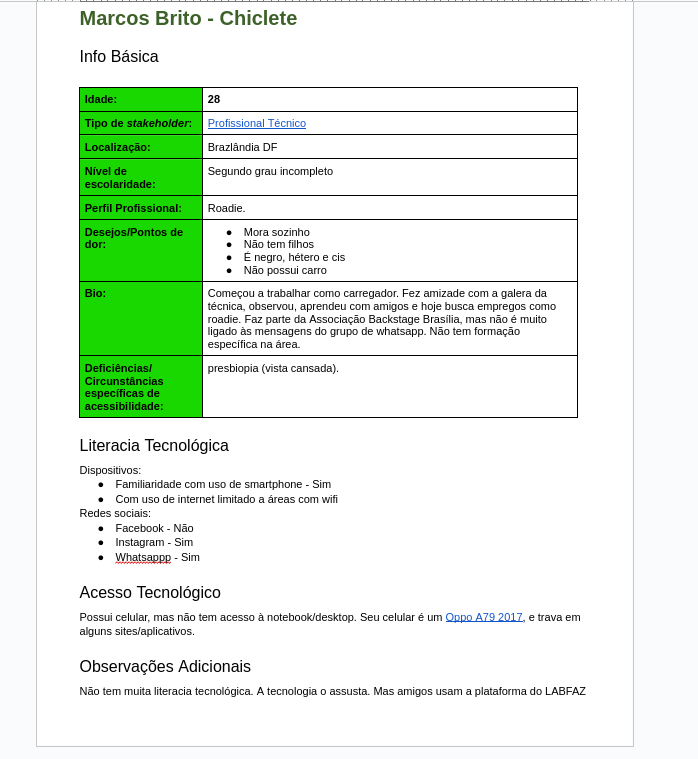 Marcos Brito - Chiclete
Info Básica
Idade: 28
Tipo de stakeholder: Profissional Técnico
Localização: Brazlândia DF
Nível de escolaridade: Segundo grau incompleto
Perfil Profissional: Roadie.
Desejos/Pontos de dor:
● Mora sozinho
● Não tem filhos
● É negro, hétero e cis
● Não possui carro
Bio:
Começou a trabalhar como carregador. Fez amizade com a galera da
técnica, observou, aprendeu com amigos e hoje busca empregos como
roadie. Faz parte da Associação Backstage Brasília, mas não é muito
ligado às mensagens do grupo de whatsapp. Não tem formação
específica na área.
Deficiências/
Circunstâncias
específicas de
acessibilidade:
presbiopia (vista cansada).
Literacia Tecnológica
Dispositivos:
● Familiaridade com uso de smartphone - Sim
● Com uso de internet limitado a áreas com wifi
Redes sociais:
● Facebook - Não
● Instagram - Sim
● Whatsappp - Sim
Acesso Tecnológico
Possui celular, mas não tem acesso à notebook/desktop. Seu celular é um Oppo A79 2017, e trava em
alguns sites/aplicativos.
Observações Adicionais
Não tem muita literacia tecnológica. A tecnologia o assusta. Mas amigos usam a plataforma do LABFAZ